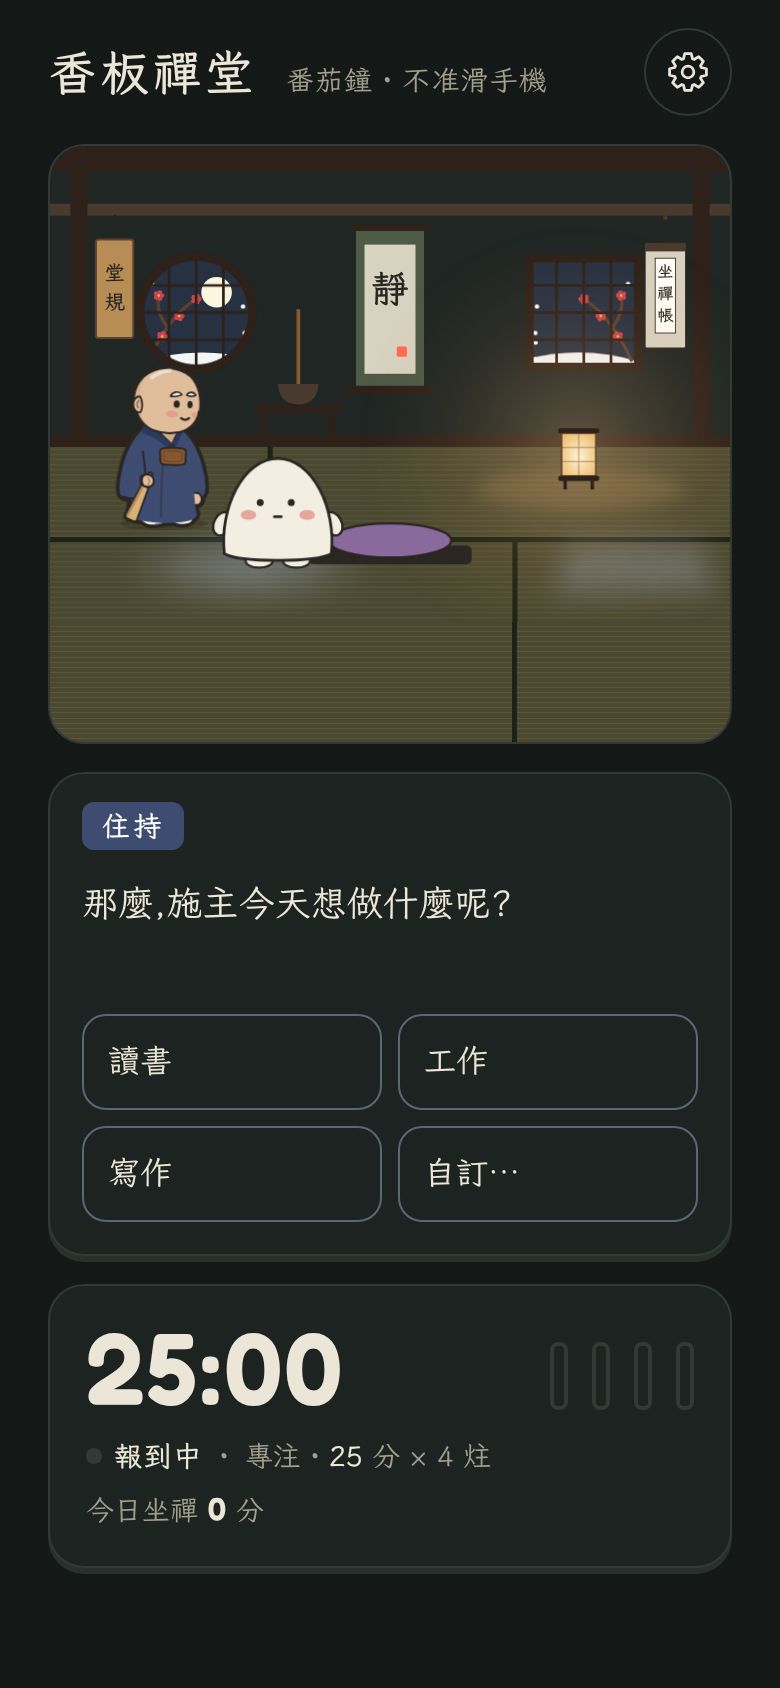 香板禪堂 番茄鐘・不准滑手機
堂規
靜
坐禪帳
住持
那麼,施主今天想做什麼呢?
讀書
工作
寫作
自訂⋯
25:00
報到中 ・ 專注・25 分 × 4 炷
今日坐禪 0 分